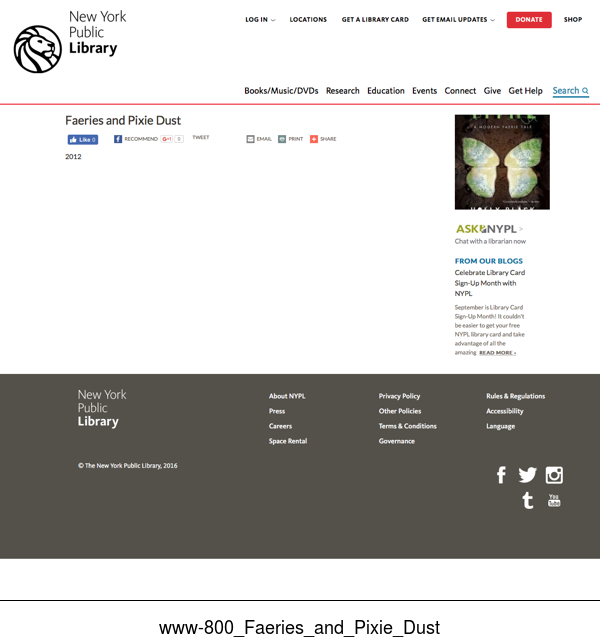 New York
Public
Library
LOG IN
LOCATIONS
GET A LIBRARY CARD
GET EMAIL UPDATES
DONATE
SHOP
Books/Music/DVDs
Research
Education
Events
Connect
Give
Get Help
Search
Faeries and Pixie Dust
Like 0
RECOMMEND
G+1 0
TWEET
EMAIL
PRINT
SHARE
2012
A MODERN FAERIE TALE
HOLLY BLACK
ASK NYPL >
Chat with a librarian now
FROM OUR BLOGS
Celebrate Library Card
Sign-Up Month with
NYPL
September is Library Card
Sign-Up Month! It couldn't
be easier to get your free
NYPL library card and take
advantage of all the
amazing READ MORE ›
New York
Public
Library
About NYPL
Press
Careers
Space Rental
Privacy Policy
Other Policies
Terms & Conditions
Governance
Rules & Regulations
Accessibility
Language
© The New York Public Library, 2016
You
Tube
www-800_Faeries_and_Pixie_Dust